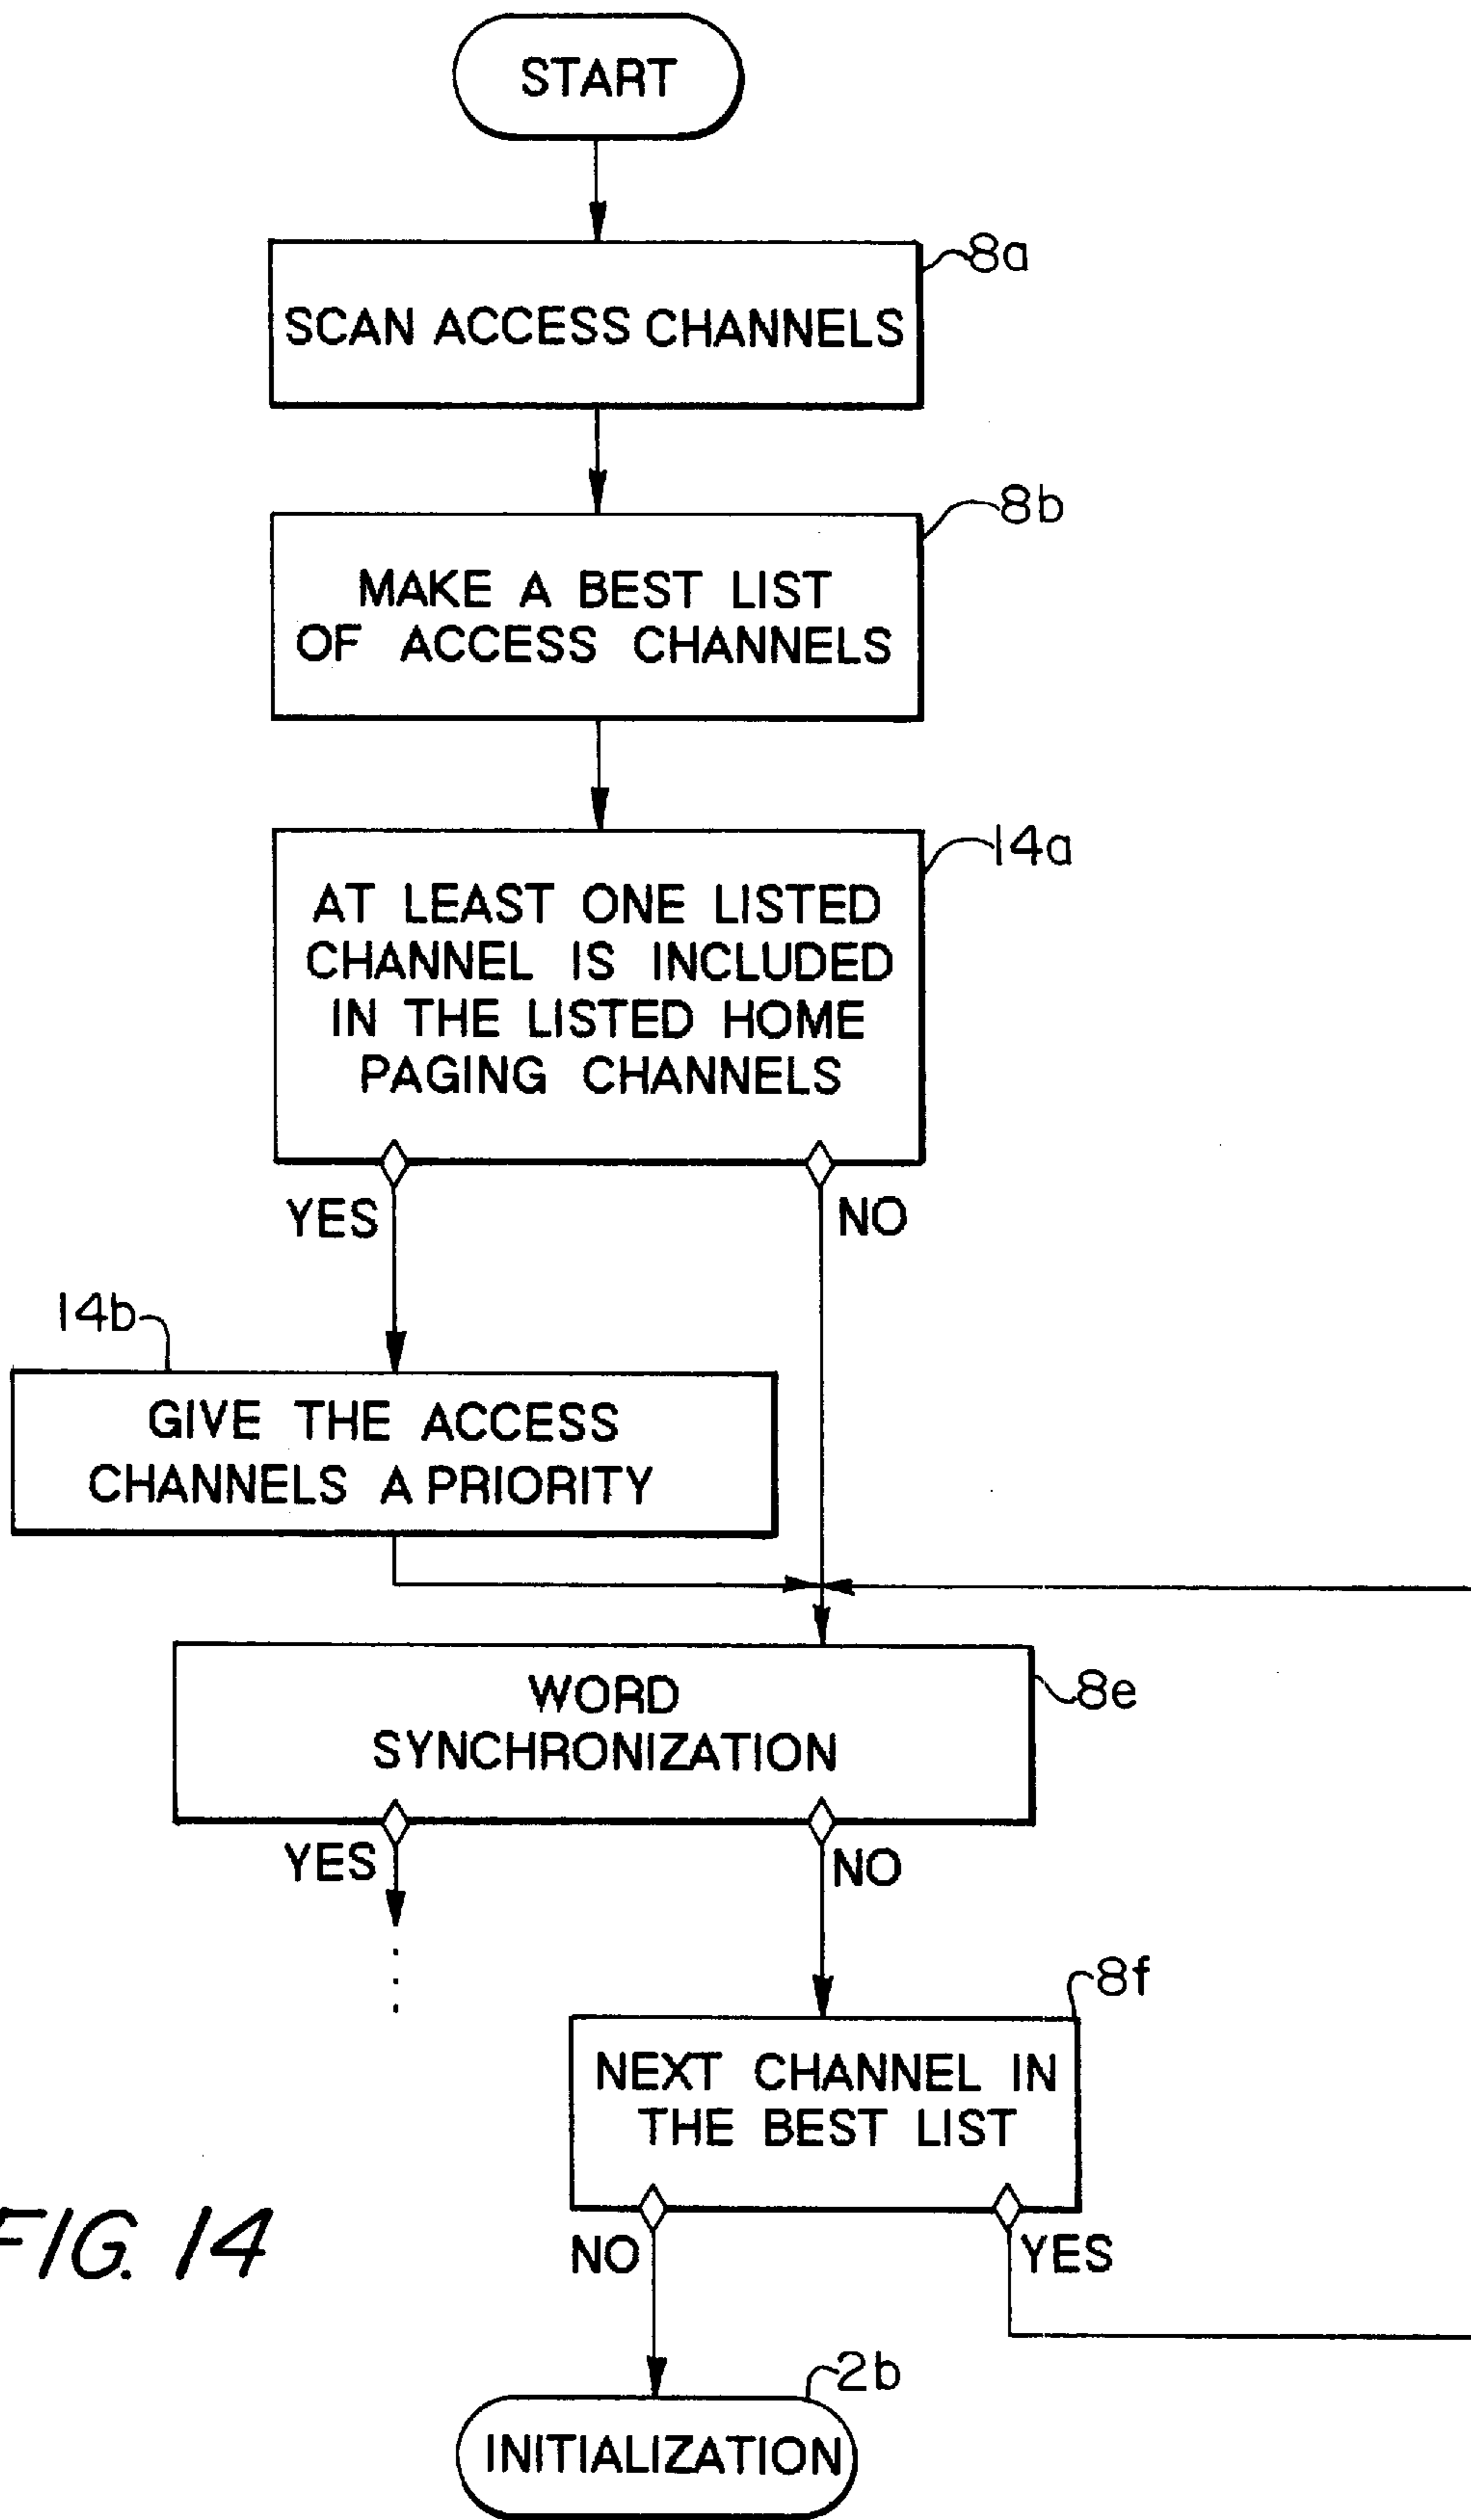 START
8a
SCAN ACCESS CHANNELS
8b
MAKE A BEST LIST
OF ACCESS CHANNELS
14a
AT LEAST ONE LISTED
CHANNEL IS INCLUDED
IN THE LISTED HOME
PAGING CHANNELS
YES
NO
14b
GIVE THE ACCESS
CHANNELS A PRIORITY
8e
WORD
SYNCHRONIZATION
YES
NO
8f
NEXT CHANNEL IN
THE BEST LIST
NO
YES
FIG. 14
2b
INITIALIZATION